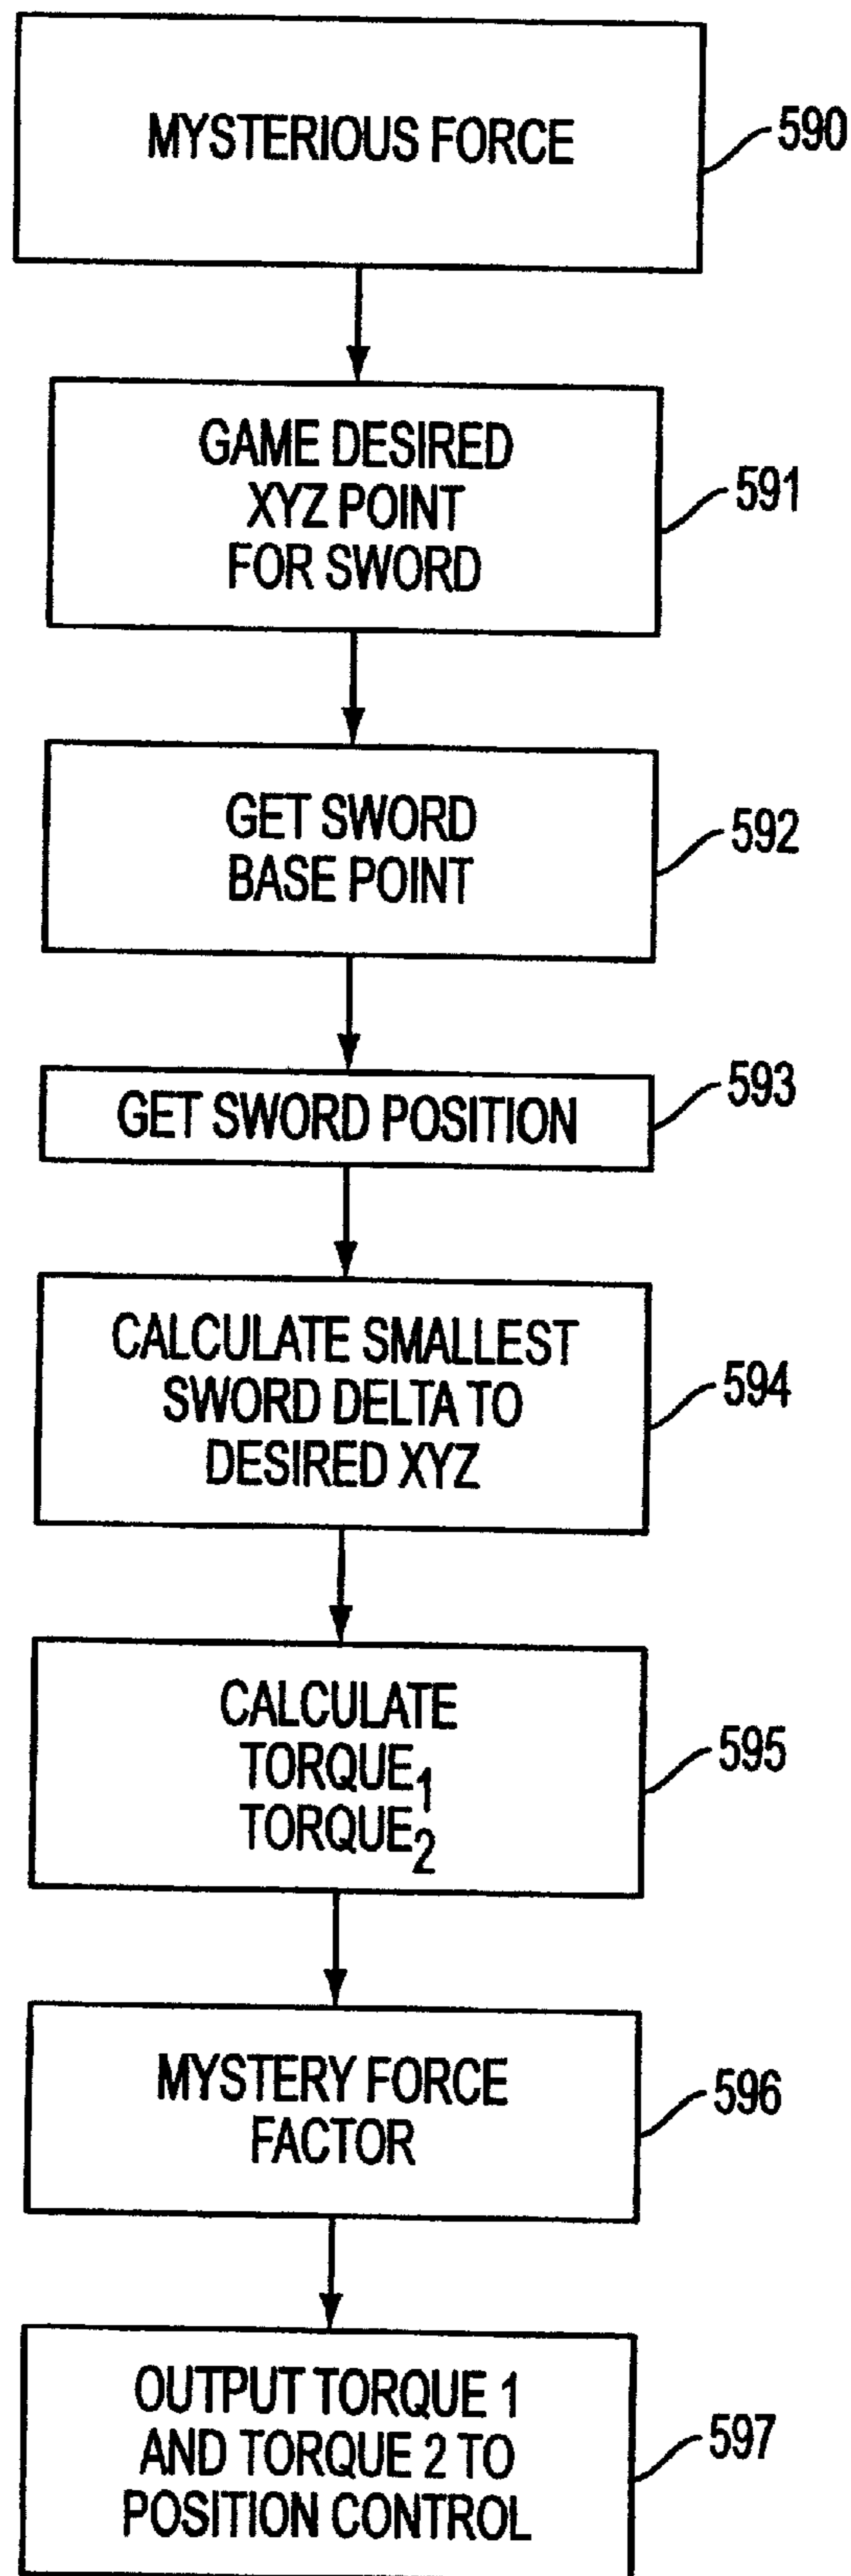 MYSTERIOUS FORCE
590
GAME DESIRED
XYZ POINT
FOR SWORD
591
GET SWORD
BASE POINT
592
GET SWORD POSITION
593
CALCULATE SMALLEST
SWORD DELTA TO
DESIRED XYZ
594
CALCULATE
TORQUE₁
TORQUE₂
595
MYSTERY FORCE
FACTOR
596
OUTPUT TORQUE 1
AND TORQUE 2 TO
POSITION CONTROL
597